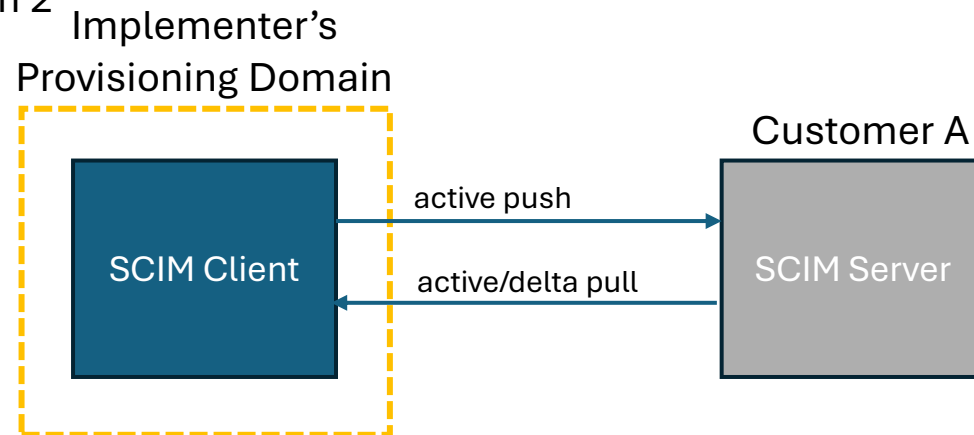 Implementer’s
Provisioning Domain
Customer A
active push
SCIM Client
SCIM Server
active/delta pull